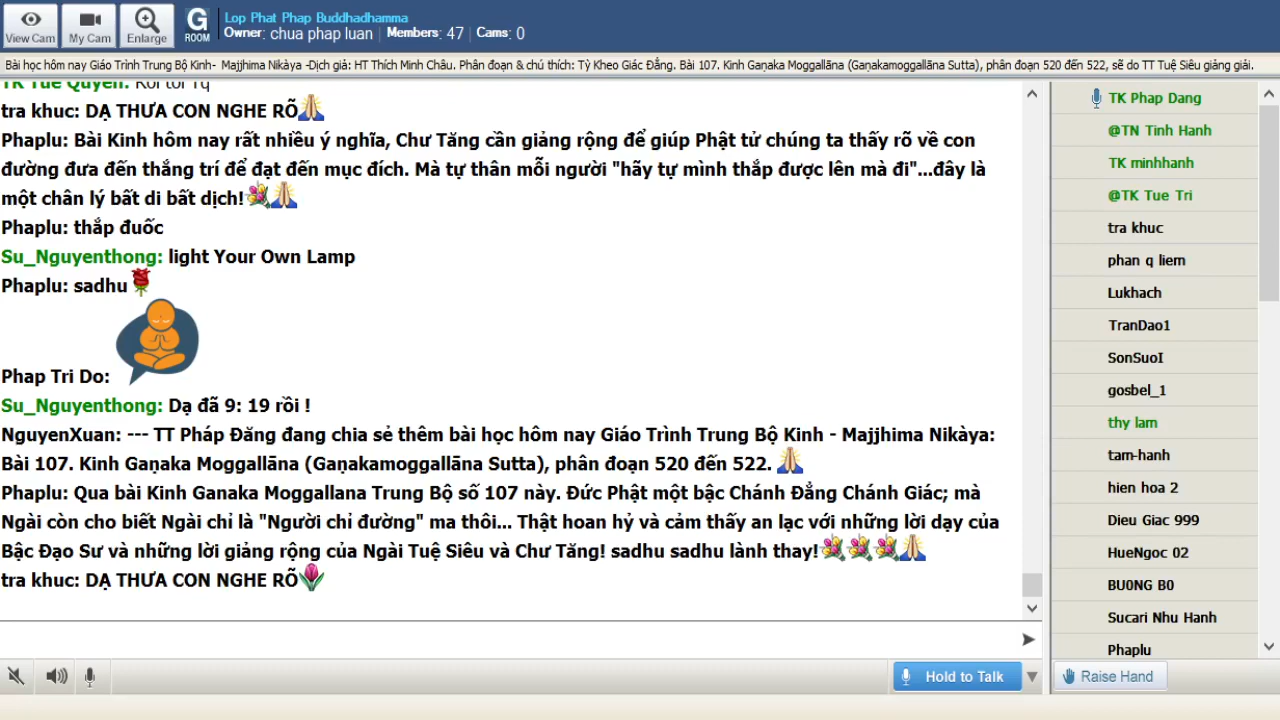 View Cam
My Cam
Enlarge
G
ROOM
Lop Phat Phap Buddhadhamma
Owner: chua phap luan Members: 47 Cams: 0
Bài học hôm nay Giáo Trình Trung Bộ Kinh- Majjhima Nikàya -Dịch giả: HT Thích Minh Châu. Phân đoạn & chú thích: Tỳ Kheo Giác Đẳng. Bài 107. Kinh Gaṇaka Moggallāna (Gaṇakamoggallāna Sutta), phân đoạn 520 đến 522, sẽ do TT Tuệ Siêu giảng giải.
TK Tue Quyen:
tra khuc: DẠ THƯA CON NGHE RÕ
Phaplu: Bài Kinh hôm nay rất nhiều ý nghĩa, Chư Tăng cần giảng rộng để giúp Phật tử chúng ta thấy rõ về con
đường đưa đến thắng trí để đạt đến mục đích. Mà tự thân mỗi người "hãy tự mình thắp được lên mà đi"...đây là
một chân lý bất di bất dịch!
Phaplu: thắp đuốc
Su_Nguyenthong: light Your Own Lamp
Phaplu: sadhu
Phap Tri Do:
Su_Nguyenthong: Dạ đã 9: 19 rồi !
NguyenXuan: --- TT Pháp Đăng đang chia sẻ thêm bài học hôm nay Giáo Trình Trung Bộ Kinh - Majjhima Nikàya:
Bài 107. Kinh Gaṇaka Moggallāna (Gaṇakamoggallāna Sutta), phân đoạn 520 đến 522.
Phaplu: Qua bài Kinh Ganaka Moggallana Trung Bộ số 107 này. Đức Phật một bậc Chánh Đẳng Chánh Giác; mà
Ngài còn cho biết Ngài chỉ là "Người chỉ đường" ma thôi... Thật hoan hỷ và cảm thấy an lạc với những lời dạy của
Bậc Đạo Sư và những lời giảng rộng của Ngài Tuệ Siêu và Chư Tăng! sadhu sadhu lành thay!
tra khuc: DẠ THƯA CON NGHE RÕ
TK Phap Dang
@TN Tinh Hanh
TK minhhanh
@TK Tue Tri
tra khuc
phan q liem
Lukhach
TranDao1
SonSuoI
gosbel_1
thy lam
tam-hanh
hien hoa 2
Dieu Giac 999
HueNgoc 02
BU0NG B0
Sucari Nhu Hanh
Phaplu
Hold to Talk
Raise Hand